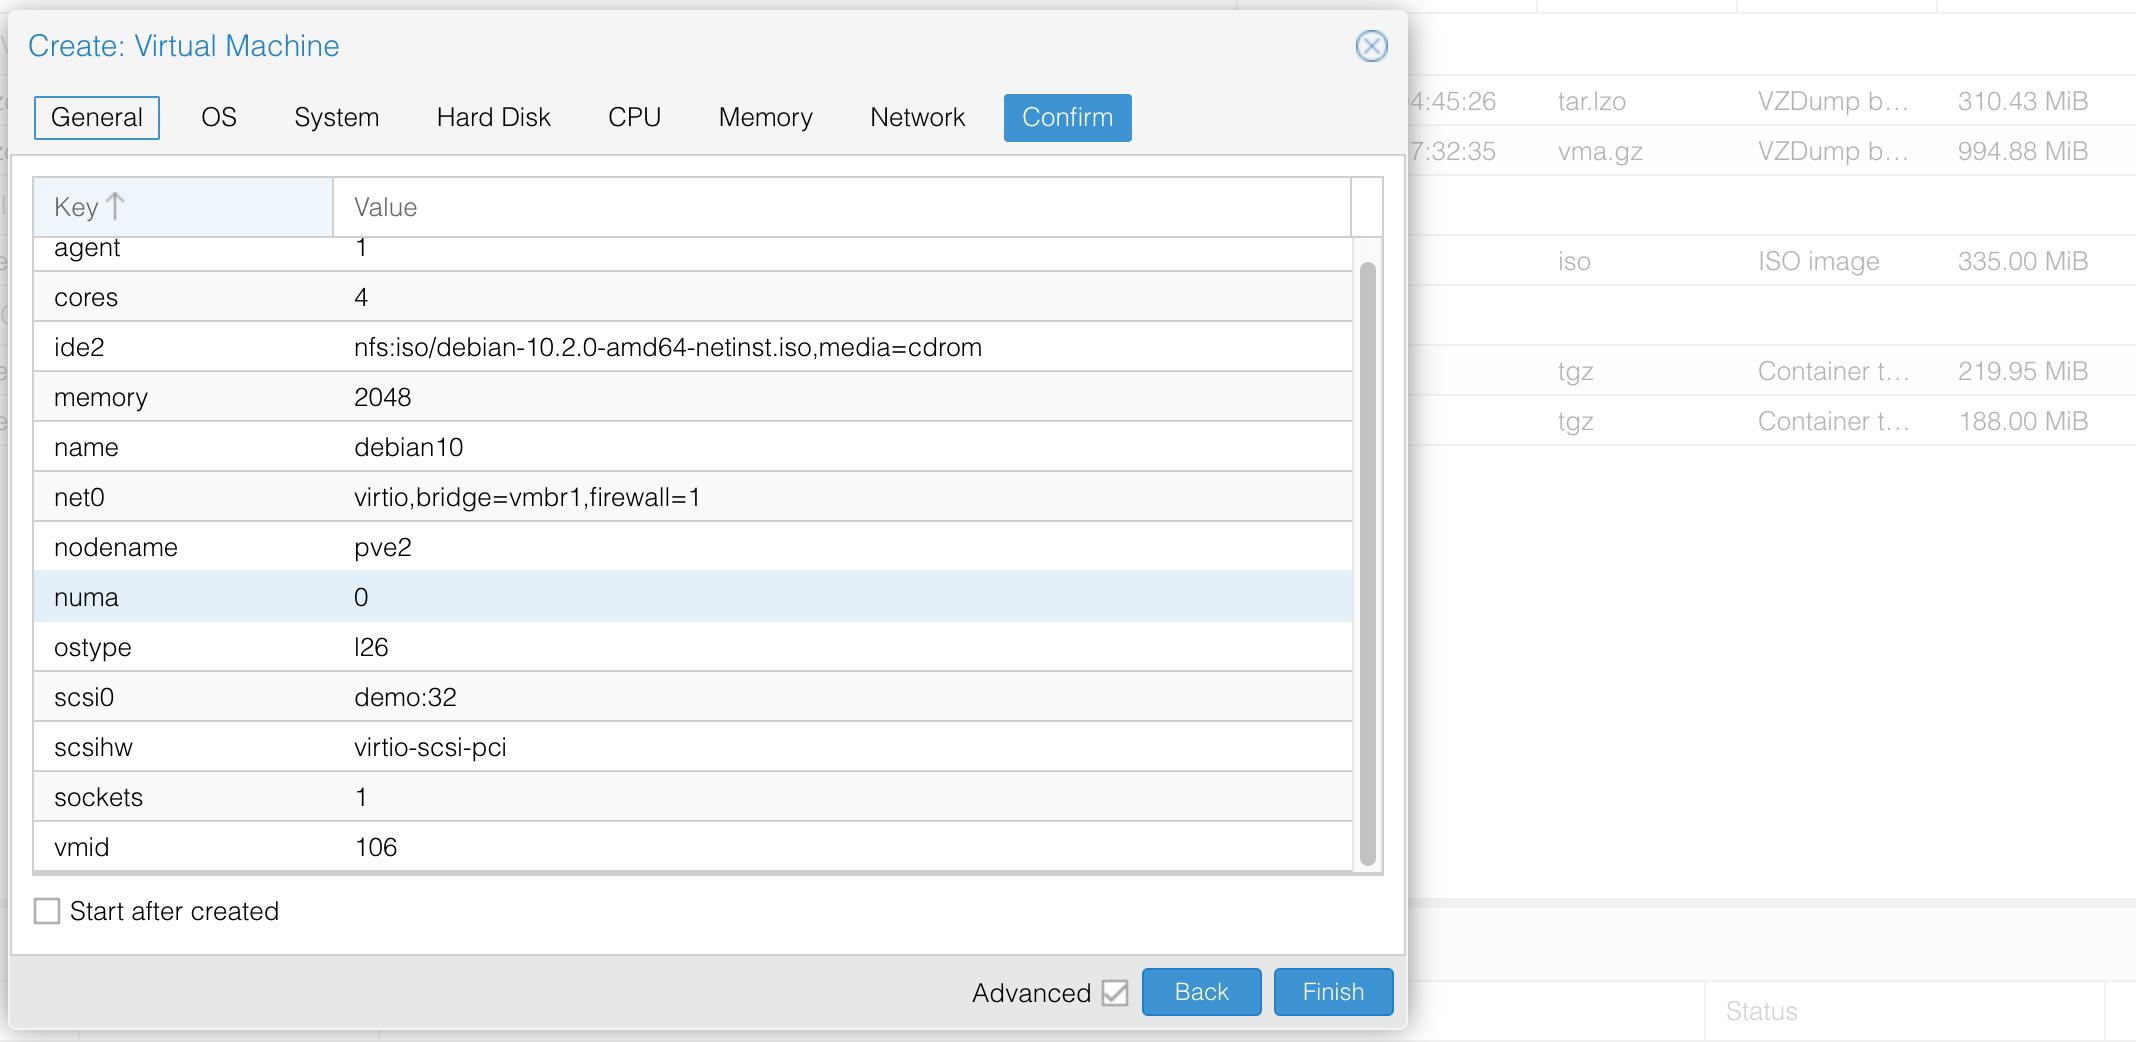 Create: Virtual Machine
General OS System Hard Disk CPU Memory Network Confirm
Key Value
agent 1
cores 4
ide2 nfs:iso/debian-10.2.0-amd64-netinst.iso,media=cdrom
memory 2048
name debian10
net0 virtio,bridge=vmbr1,firewall=1
nodename pve2
numa 0
ostype l26
scsi0 demo:32
scsihw virtio-scsi-pci
sockets 1
vmid 106
Start after created
Advanced Back Finish
4:45:26 tar.lzo VZDump b... 310.43 MiB
7:32:35 vma.gz VZDump b... 994.88 MiB
iso ISO image 335.00 MiB
tgz Container t... 219.95 MiB
tgz Container t... 188.00 MiB
Status